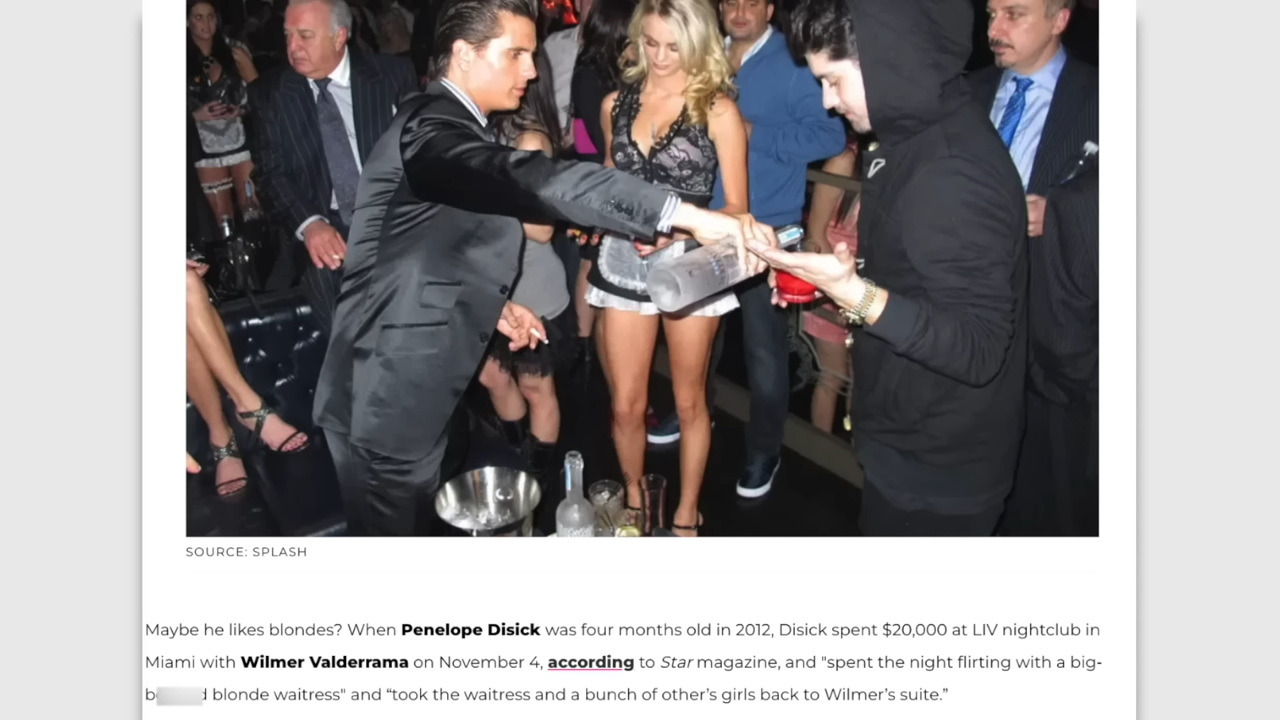 SOURCE: SPLASH
Maybe he likes blondes? When Penelope Disick was four months old in 2012, Disick spent $20,000 at LIV nightclub in
Miami with Wilmer Valderrama on November 4, according to Star magazine, and "spent the night flirting with a big-
b d blonde waitress" and “took the waitress and a bunch of other’s girls back to Wilmer’s suite.”